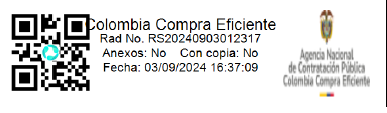 Colombia Compra Eficiente
Rad No. RS20240903012317
Anexos: No Con copia: No
Fecha: 03/09/2024 16:37:09
Agencia Nacional
de Contratación Pública
Colombia Compra Eficiente